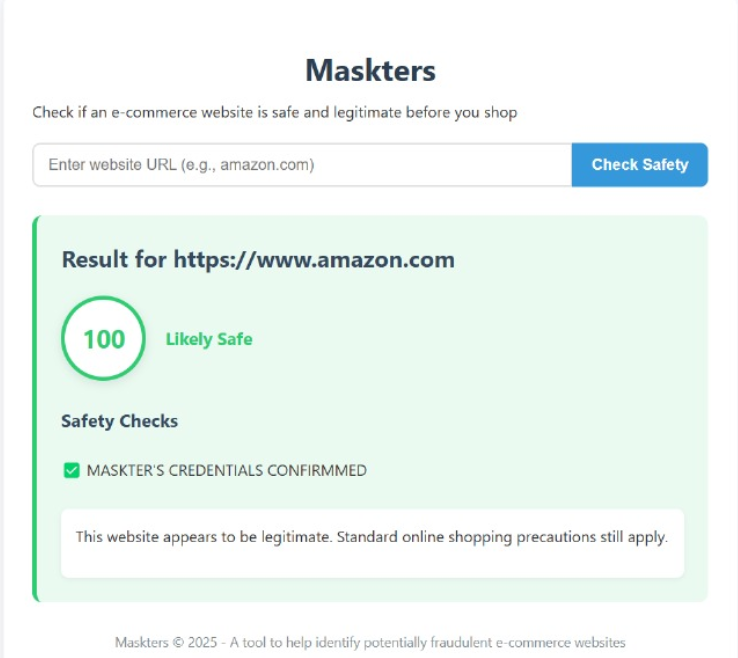 Maskters
Check if an e-commerce website is safe and legitimate before you shop
Enter website URL (e.g., amazon.com)
Check Safety
Result for https://www.amazon.com
100
Likely Safe
Safety Checks
MASKTER'S CREDENTIALS CONFIRMMED
This website appears to be legitimate. Standard online shopping precautions still apply.
Maskters © 2025 - A tool to help identify potentially fraudulent e-commerce websites